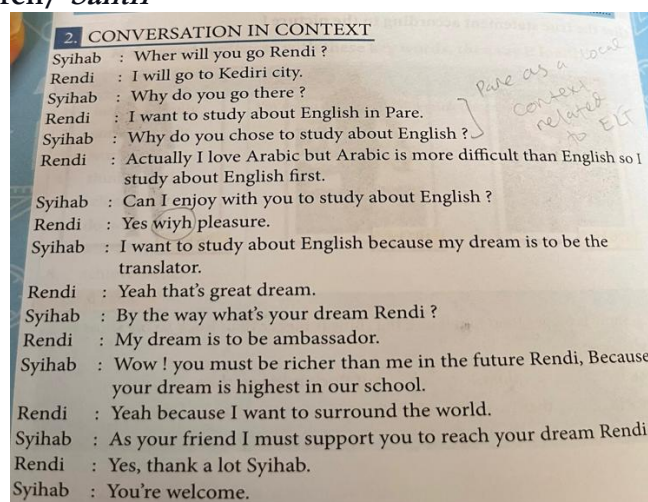 2. CONVERSATION IN CONTEXT
Syihab : Wher will you go Rendi ?
Rendi : I will go to Kediri city.
Syihab : Why do you go there ?
Rendi : I want to study about English in Pare.
Syihab : Why do you chose to study about English ?
Pare as a local
context
related
to ELT
Rendi : Actually I love Arabic but Arabic is more difficult than English so I
study about English first.
Syihab : Can I enjoy with you to study about English ?
Rendi : Yes wiyh pleasure.
Syihab : I want to study about English because my dream is to be the
translator.
Rendi : Yeah that's great dream.
Syihab : By the way what's your dream Rendi ?
Rendi : My dream is to be ambassador.
Syihab : Wow ! you must be richer than me in the future Rendi, Because
your dream is highest in our school.
Rendi : Yeah because I want to surround the world.
Syihab : As your friend I must support you to reach your dream Rendi
Rendi : Yes, thank a lot Syihab.
Syihab : You're welcome.